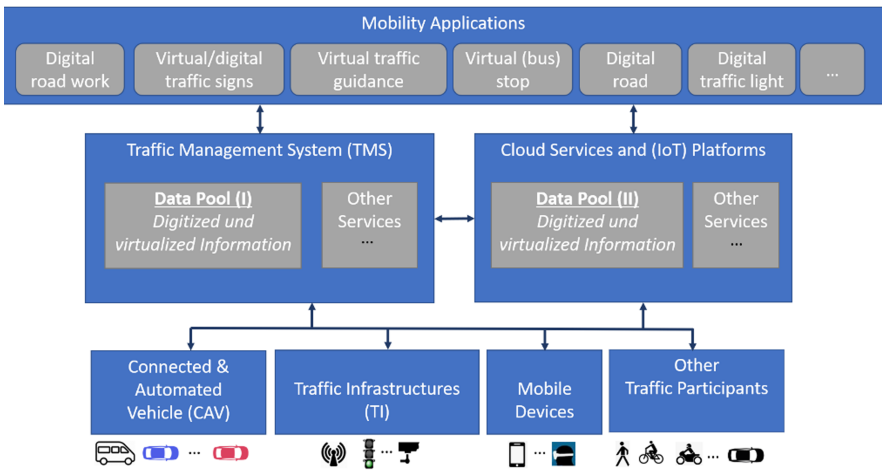 Mobility Applications
Digital
road work
Virtual/digital
traffic signs
Virtual traffic
guidance
Virtual (bus)
stop
Digital
road
Digital
traffic light
...
Traffic Management System (TMS)
Data Pool (I)
Digitized und
virtualized Information
Other
Services
...
Cloud Services and (IoT) Platforms
Data Pool (II)
Digitized und
virtualized Information
Other
Services
...
Connected &
Automated
Vehicle (CAV)
Traffic Infrastructures
(TI)
Mobile
Devices
Other
Traffic Participants
...
...
...
...